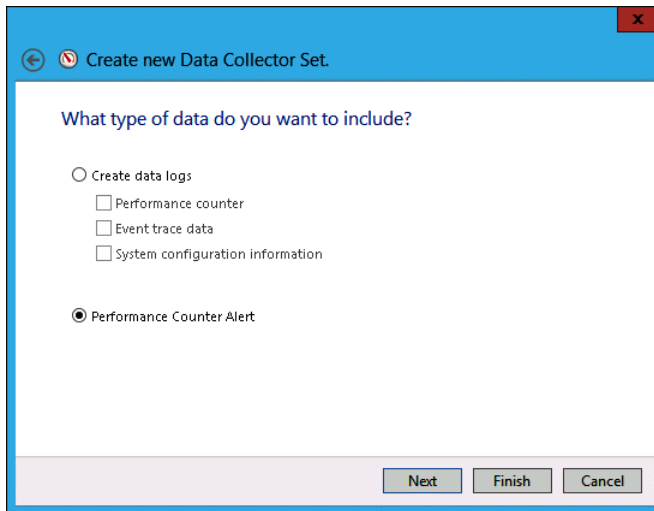 x
Create new Data Collector Set.
What type of data do you want to include?
Create data logs
Performance counter
Event trace data
System configuration information
Performance Counter Alert
Next Finish Cancel